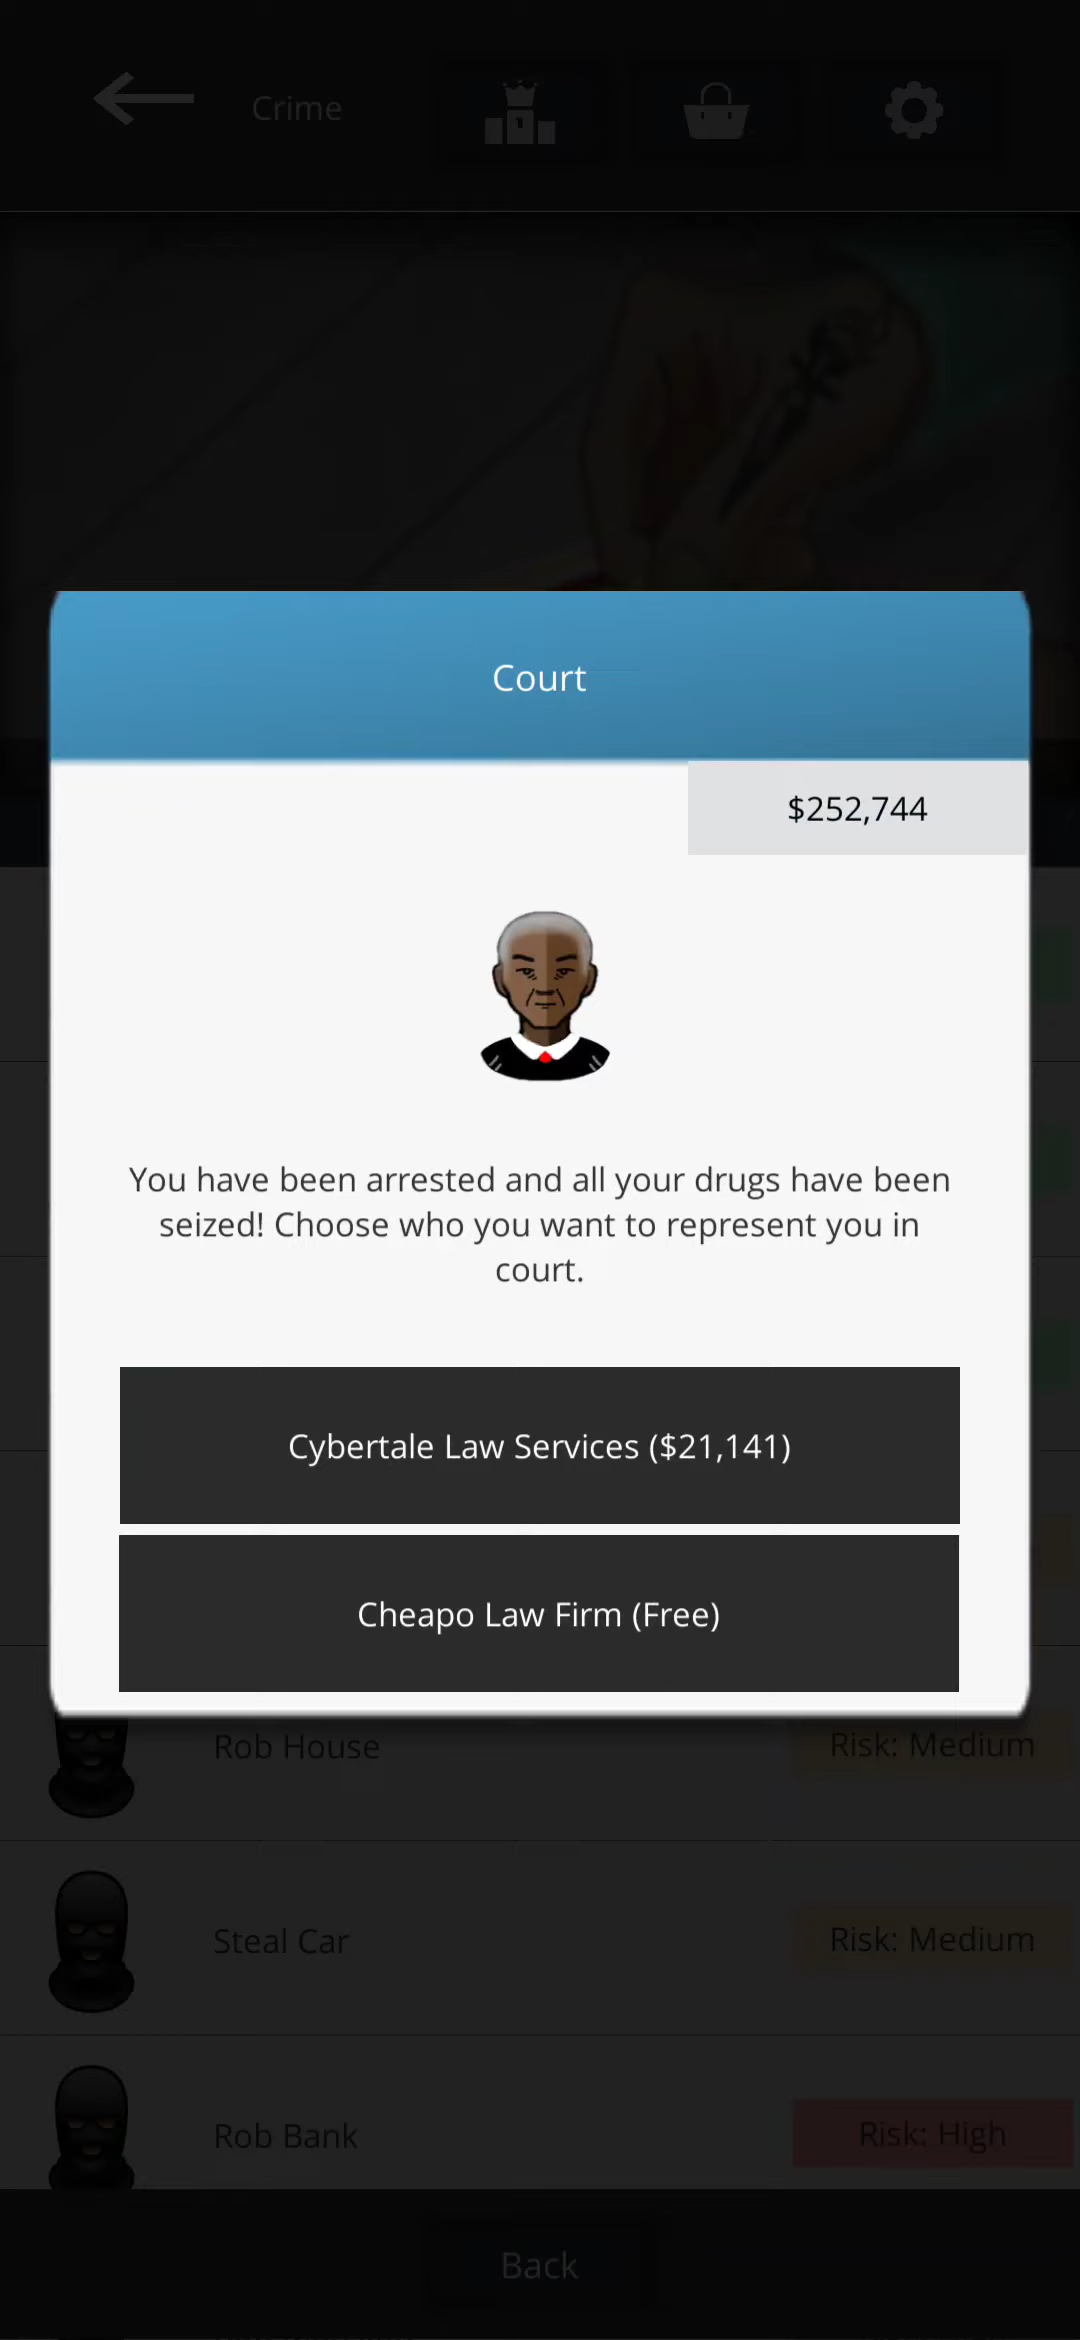 Crime
Court
$252,744
You have been arrested and all your drugs have been
seized! Choose who you want to represent you in
court.
Cybertale Law Services ($21,141)
Cheapo Law Firm (Free)
Rob House
Risk: Medium
Steal Car
Risk: Medium
Rob Bank
Risk: High
Back